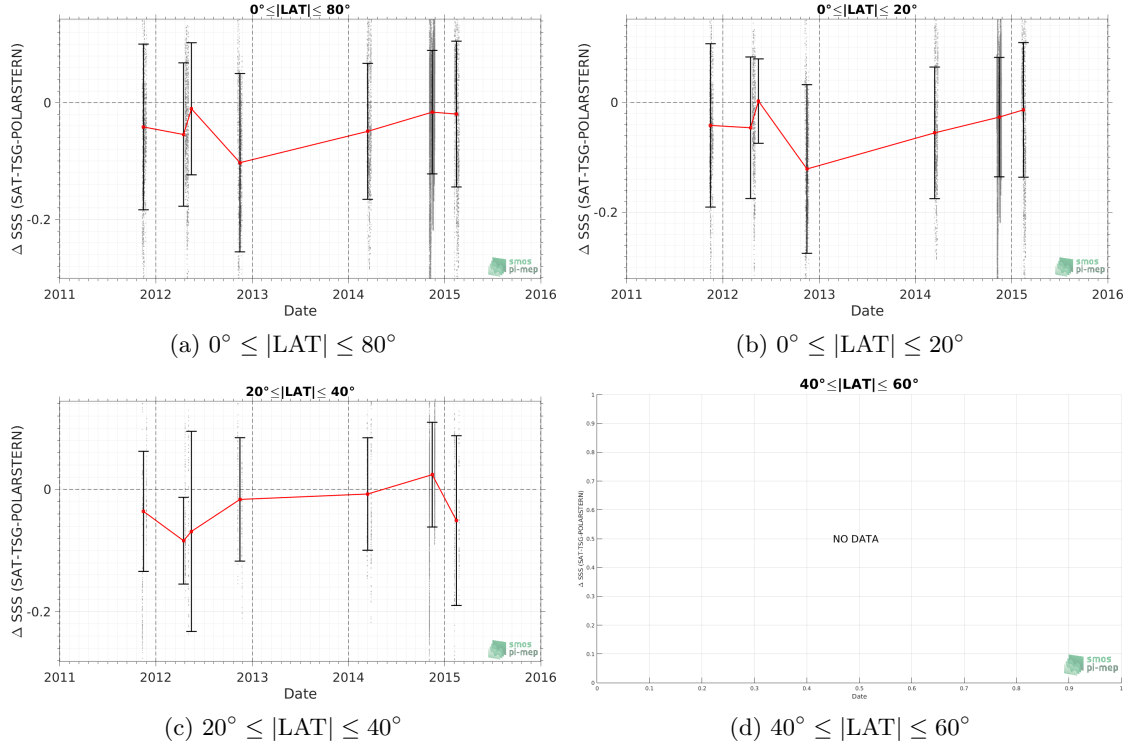 0°≤|LAT|≤ 80°
Δ SSS (SAT-TSG-POLARSTERN)
0
-0.2
2011 2012 2013 2014 2015 2016
Date
smos
pi-mep
(a) 0° ≤ |LAT| ≤ 80°
0°≤|LAT|≤ 20°
Δ SSS (SAT-TSG-POLARSTERN)
0
-0.2
2011 2012 2013 2014 2015 2016
Date
smos
pi-mep
(b) 0° ≤ |LAT| ≤ 20°
20°≤|LAT|≤ 40°
Δ SSS (SAT-TSG-POLARSTERN)
0
-0.2
2011 2012 2013 2014 2015 2016
Date
smos
pi-mep
(c) 20° ≤ |LAT| ≤ 40°
40°≤|LAT|≤ 60°
Δ SSS (SAT-TSG-POLARSTERN)
1
0.9
0.8
0.7
0.6
0.5
0.4
0.3
0.2
0.1
0
NO DATA
0 0.1 0.2 0.3 0.4 0.5 0.6 0.7 0.8 0.9 1
Date
smos
pi-mep
(d) 40° ≤ |LAT| ≤ 60°